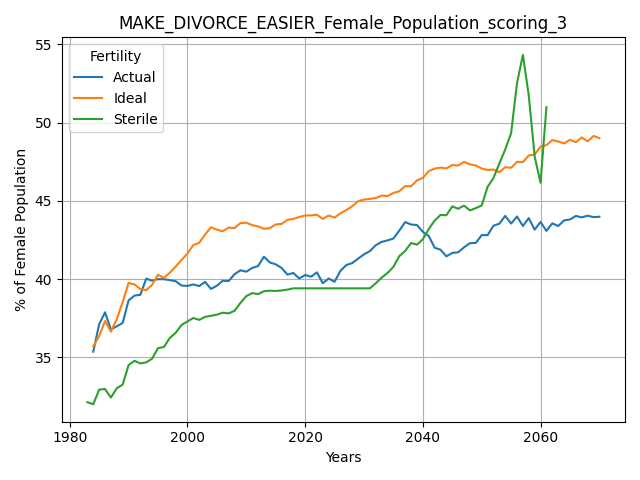 MAKE_DIVORCE_EASIER_Female_Population_scoring_3
% of Female Population
55
50
45
40
35
Fertility
Actual
Ideal
Sterile
1980
2000
2020
2040
2060
Years